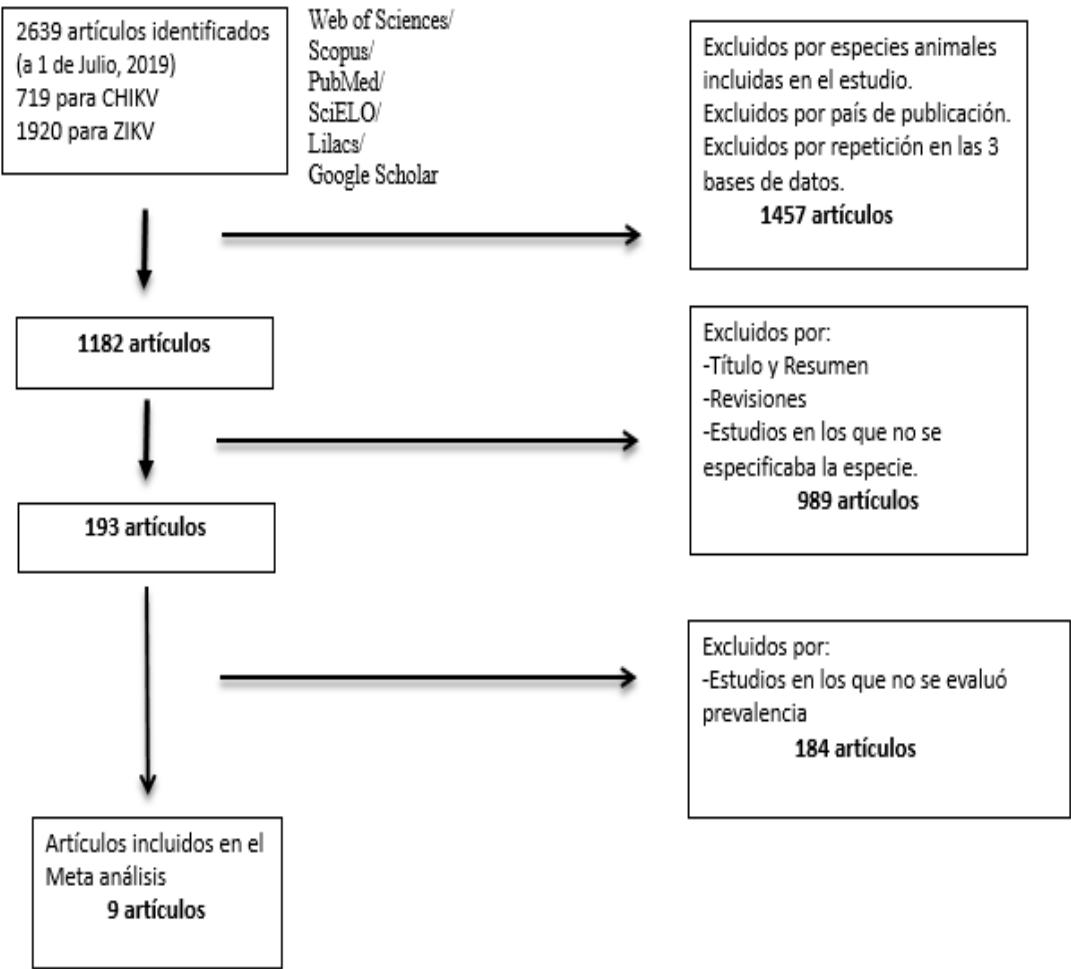 2639 artículos identificados
(a 1 de Julio, 2019)
719 para CHIKV
1920 para ZIKV
Web of Sciences/
Scopus/
PubMed/
SciELO/
Lilacs/
Google Scholar
Excluidos por especies animales
incluidas en el estudio.
Excluidos por país de publicación.
Excluidos por repetición en las 3
bases de datos.
1457 artículos
1182 artículos
Excluidos por:
-Título y Resumen
-Revisiones
-Estudios en los que no se
especificaba la especie.
989 artículos
193 artículos
Excluidos por:
-Estudios en los que no se evaluó
prevalencia
184 artículos
Artículos incluidos en el
Meta análisis
9 artículos